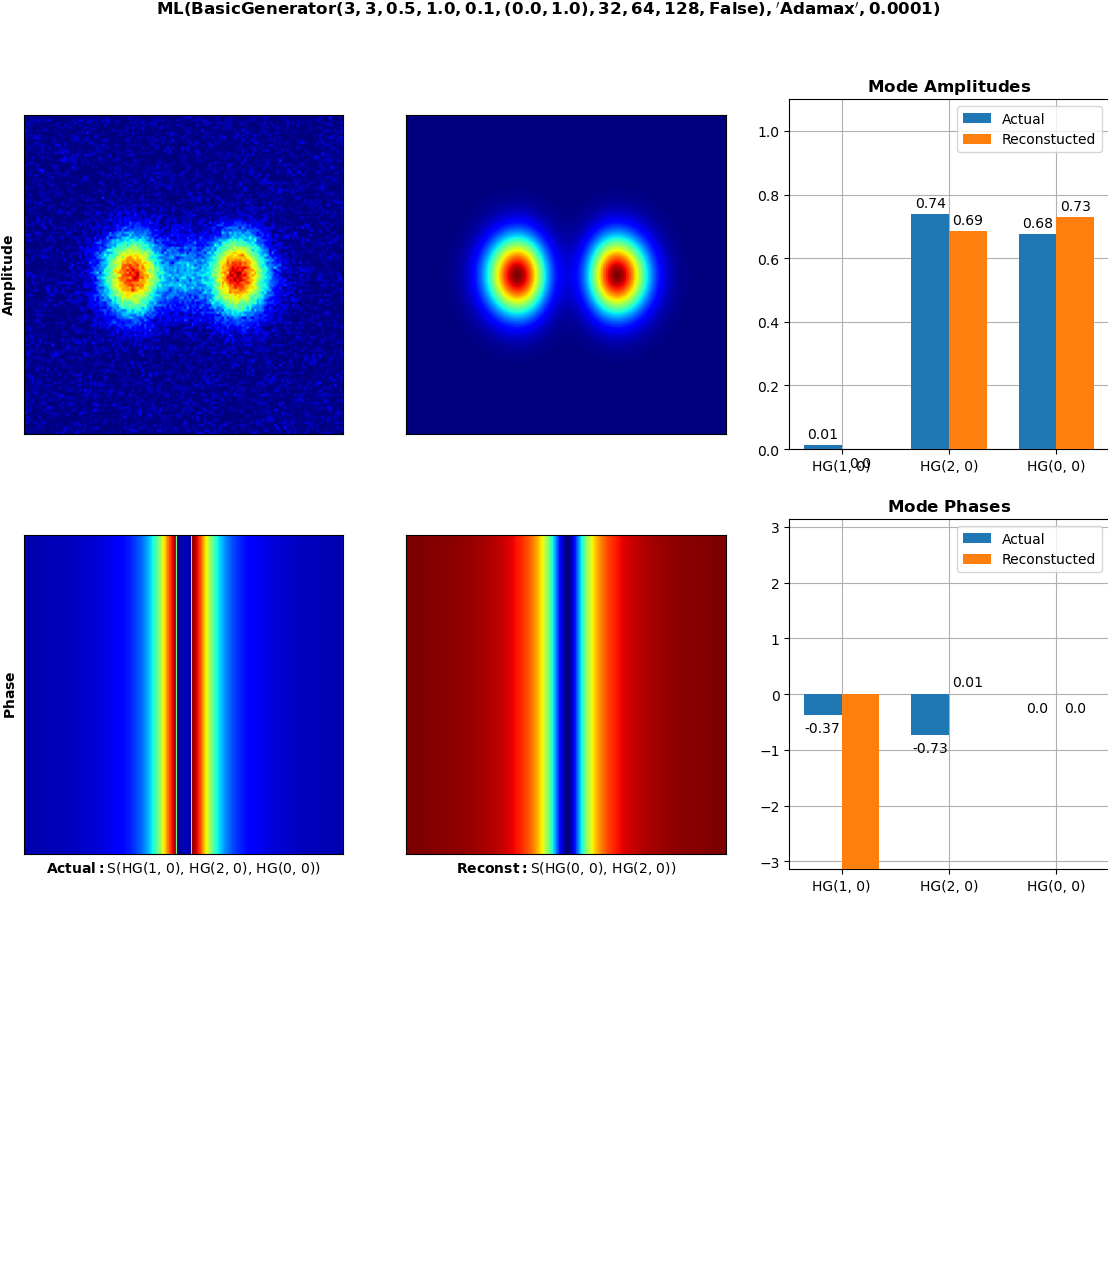 ML(BasicGenerator(3, 3, 0.5, 1.0, 0.1, (0.0, 1.0), 32, 64, 128, False), ′Adamax′, 0.0001)
Amplitude
Mode Amplitudes
Actual
Reconstucted
1.0
0.8
0.6
0.4
0.2
0.0
0.01
0.0
0.74
0.69
0.68
0.73
HG(1, 0)
HG(2, 0)
HG(0, 0)
Phase
Actual: S(HG(1, 0), HG(2, 0), HG(0, 0))
Reconst: S(HG(0, 0), HG(2, 0))
Mode Phases
Actual
Reconstucted
3
2
1
0
−1
−2
−3
-0.37
-0.73
0.01
0.0
0.0
HG(1, 0)
HG(2, 0)
HG(0, 0)